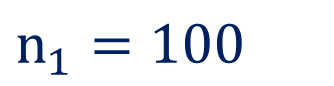 n₁ = 100